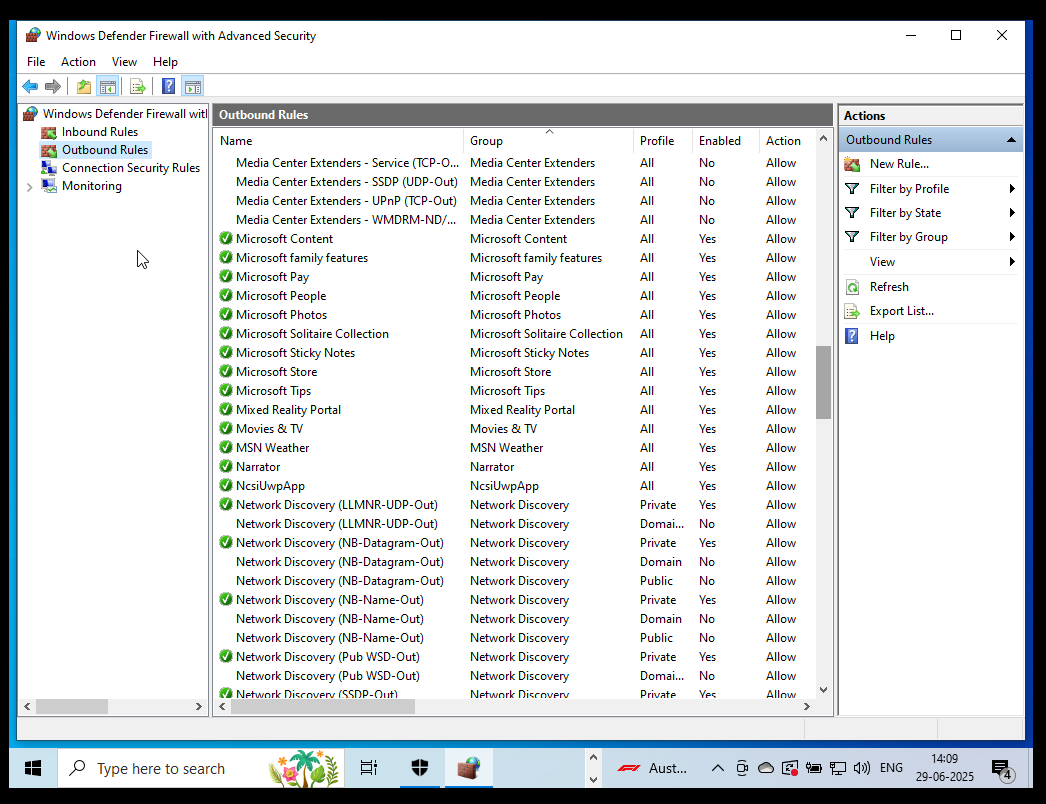 Windows Defender Firewall with Advanced Security
File Action View Help
Windows Defender Firewall witl
Inbound Rules
Outbound Rules
Connection Security Rules
Monitoring
Outbound Rules
Name Group Profile Enabled Action
Media Center Extenders - Service (TCP-O... Media Center Extenders All No Allow
Media Center Extenders - SSDP (UDP-Out) Media Center Extenders All No Allow
Media Center Extenders - UPnP (TCP-Out) Media Center Extenders All No Allow
Media Center Extenders - WMDRM-ND/... Media Center Extenders All No Allow
Microsoft Content Microsoft Content All Yes Allow
Microsoft family features Microsoft family features All Yes Allow
Microsoft Pay Microsoft Pay All Yes Allow
Microsoft People Microsoft People All Yes Allow
Microsoft Photos Microsoft Photos All Yes Allow
Microsoft Solitaire Collection Microsoft Solitaire Collection All Yes Allow
Microsoft Sticky Notes Microsoft Sticky Notes All Yes Allow
Microsoft Store Microsoft Store All Yes Allow
Microsoft Tips Microsoft Tips All Yes Allow
Mixed Reality Portal Mixed Reality Portal All Yes Allow
Movies & TV Movies & TV All Yes Allow
MSN Weather MSN Weather All Yes Allow
Narrator Narrator All Yes Allow
NcsiUwpApp NcsiUwpApp All Yes Allow
Network Discovery (LLMNR-UDP-Out) Network Discovery Private Yes Allow
Network Discovery (LLMNR-UDP-Out) Network Discovery Domai... No Allow
Network Discovery (NB-Datagram-Out) Network Discovery Private Yes Allow
Network Discovery (NB-Datagram-Out) Network Discovery Domain No Allow
Network Discovery (NB-Datagram-Out) Network Discovery Public No Allow
Network Discovery (NB-Name-Out) Network Discovery Private Yes Allow
Network Discovery (NB-Name-Out) Network Discovery Domain No Allow
Network Discovery (NB-Name-Out) Network Discovery Public No Allow
Network Discovery (Pub WSD-Out) Network Discovery Private Yes Allow
Network Discovery (Pub WSD-Out) Network Discovery Domai... No Allow
Network Discovery (SSDP-Out) Network Discovery Private Yes Allow
Actions
Outbound Rules
New Rule...
Filter by Profile
Filter by State
Filter by Group
View
Refresh
Export List...
Help
Type here to search
Aust...
ENG
14:09
29-06-2025
4